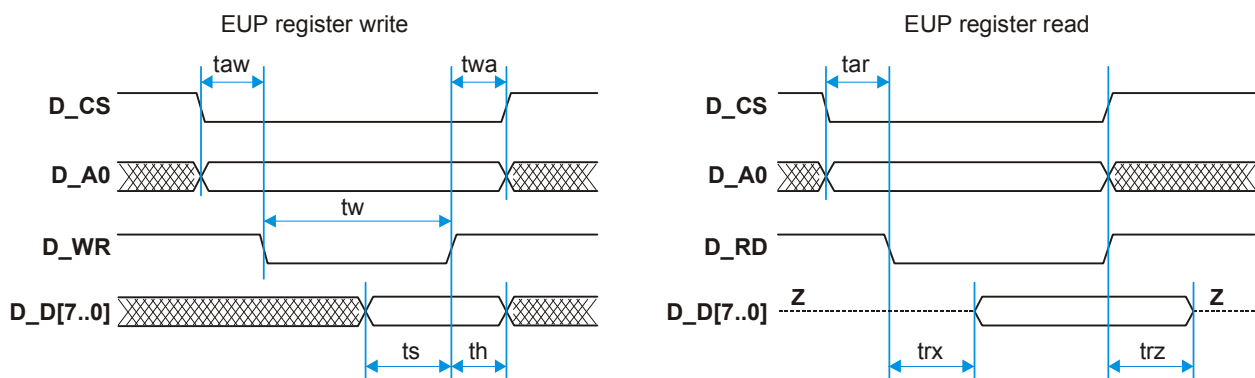 EUP register write
EUP register read
taw
twa
tar
D_CS
D_CS
D_A0
D_A0
tw
D_WR
D_RD
D_D[7..0]
D_D[7..0]
Z
Z
ts
th
trx
trz